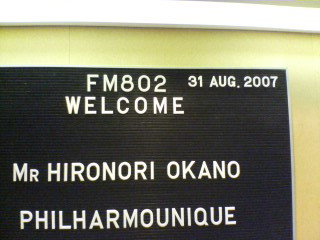 FM802 31 AUG. 2007
WELCOME
MR HIRONORI OKANO
PHILHARMOUNIQUE